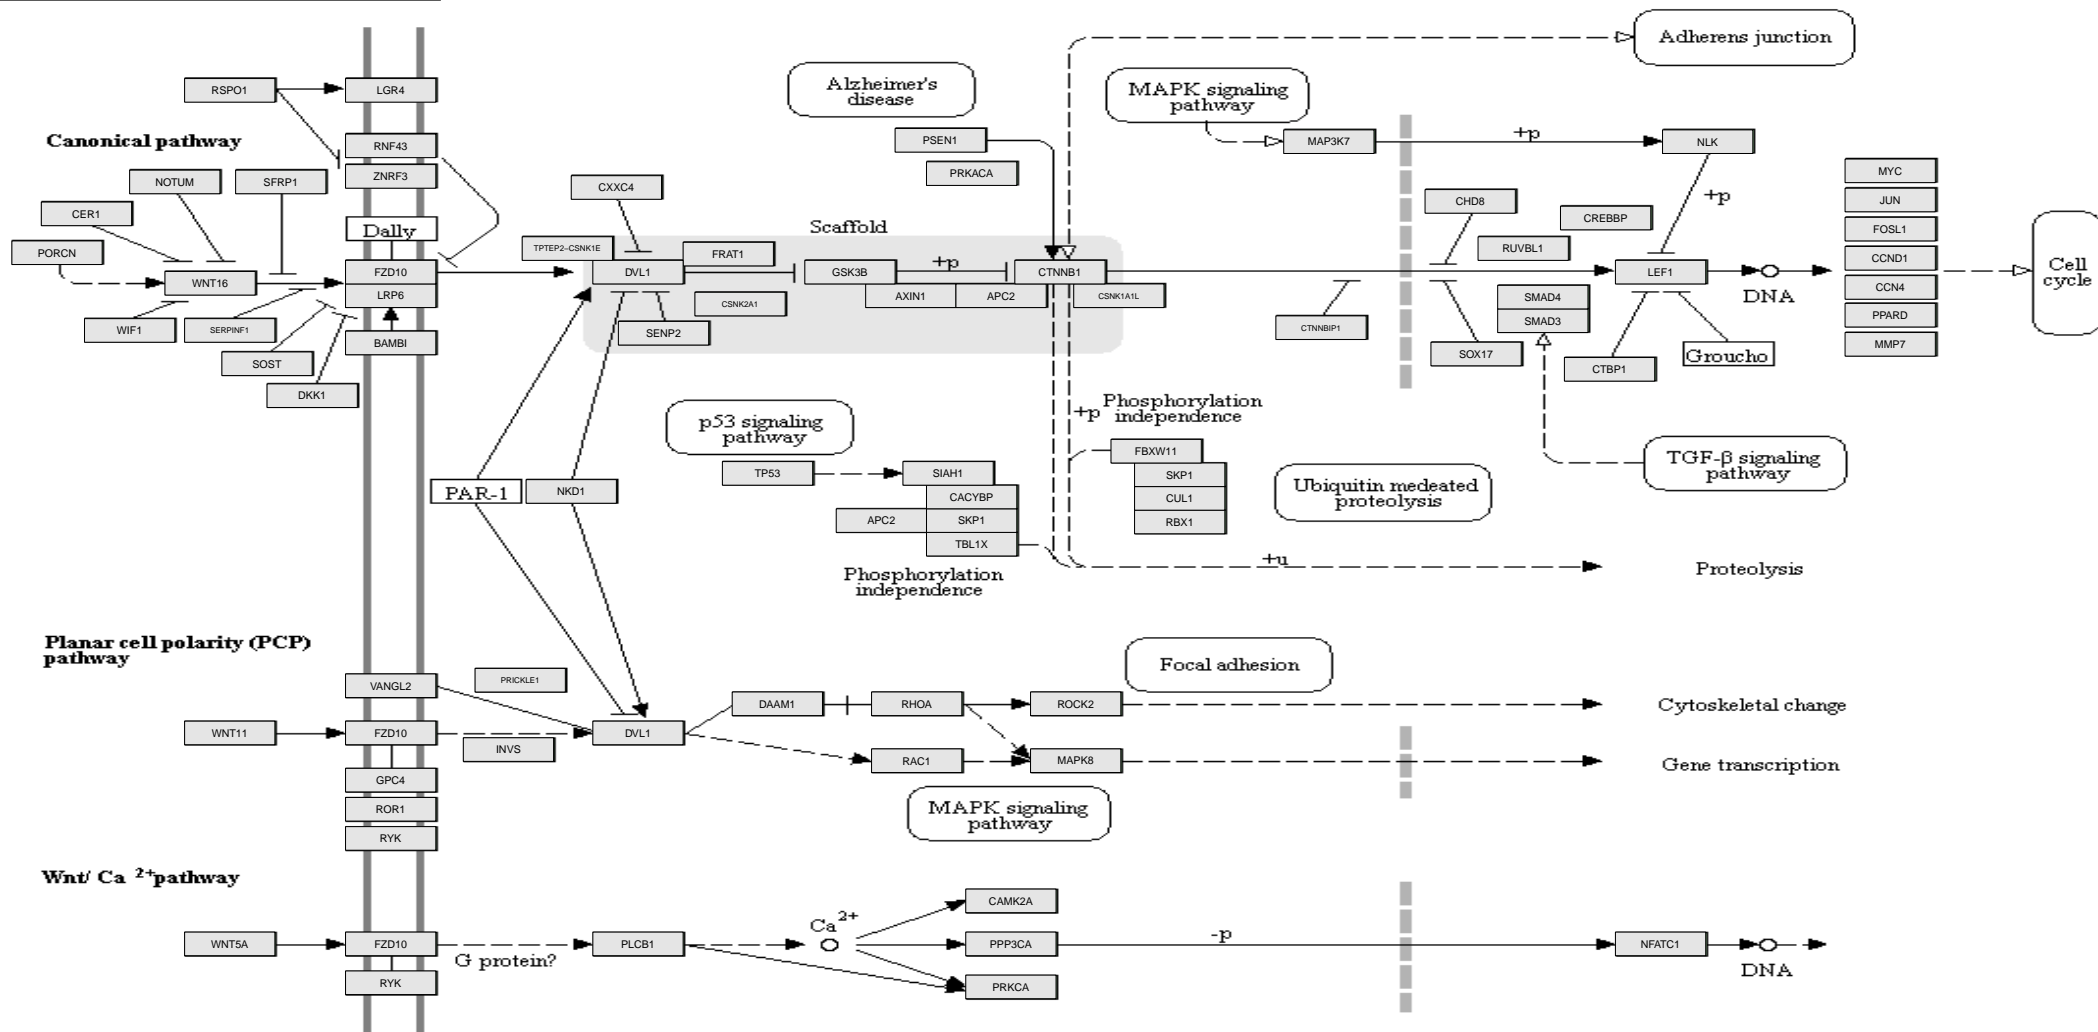 Adherens junction
Alzheimer's
disease
MAPK signaling
pathway
RSPO1
LGR4
Canonical pathway
RNF43
PSEN1
MAP3K7
+p
NLK
ZNRF3
PRKACA
MYC
NOTUM
SFRP1
CXXC4
CHD8
+p
JUN
CER1
Dally
Scaffold
CREBBP
FOSL1
PORCN
TPTEP2-CSNK1E
FRAT1
RUVBL1
CCND1
WNT16
FZD10
DVL1
GSK3B
+p
CTNNB1
LEF1
DNA
Cell
cycle
LRP6
CSNK2A1
AXIN1
APC2
CSNK1A1L
SMAD4
CCN4
WIF1
SERPINF1
SENP2
CTNNBIP1
SMAD3
PPARD
SOST
BAMBI
SOX17
Groucho
MMP7
DKK1
CTBP1
p53 signaling
pathway
+p
Phosphorylation
independence
TP53
SIAH1
FBXW11
TGF-β signaling
pathway
PAR-1
NKD1
CACYBP
SKP1
Ubiquitin medeated
proteolysis
APC2
SKP1
CUL1
TBL1X
RBX1
Phosphorylation
independence
+u
Proteolysis
Planar cell polarity (PCP)
pathway
Focal adhesion
VANGL2
PRICKLE1
DAAM1
RHOA
ROCK2
Cytoskeletal change
WNT11
FZD10
INVS
DVL1
RAC1
MAPK8
Gene transcription
GPC4
ROR1
MAPK signaling
pathway
RYK
Wnt/ Ca 2+pathway
CAMK2A
Ca2+
WNT5A
FZD10
G protein?
PLCB1
PPP3CA
-p
NFATC1
DNA
RYK
PRKCA